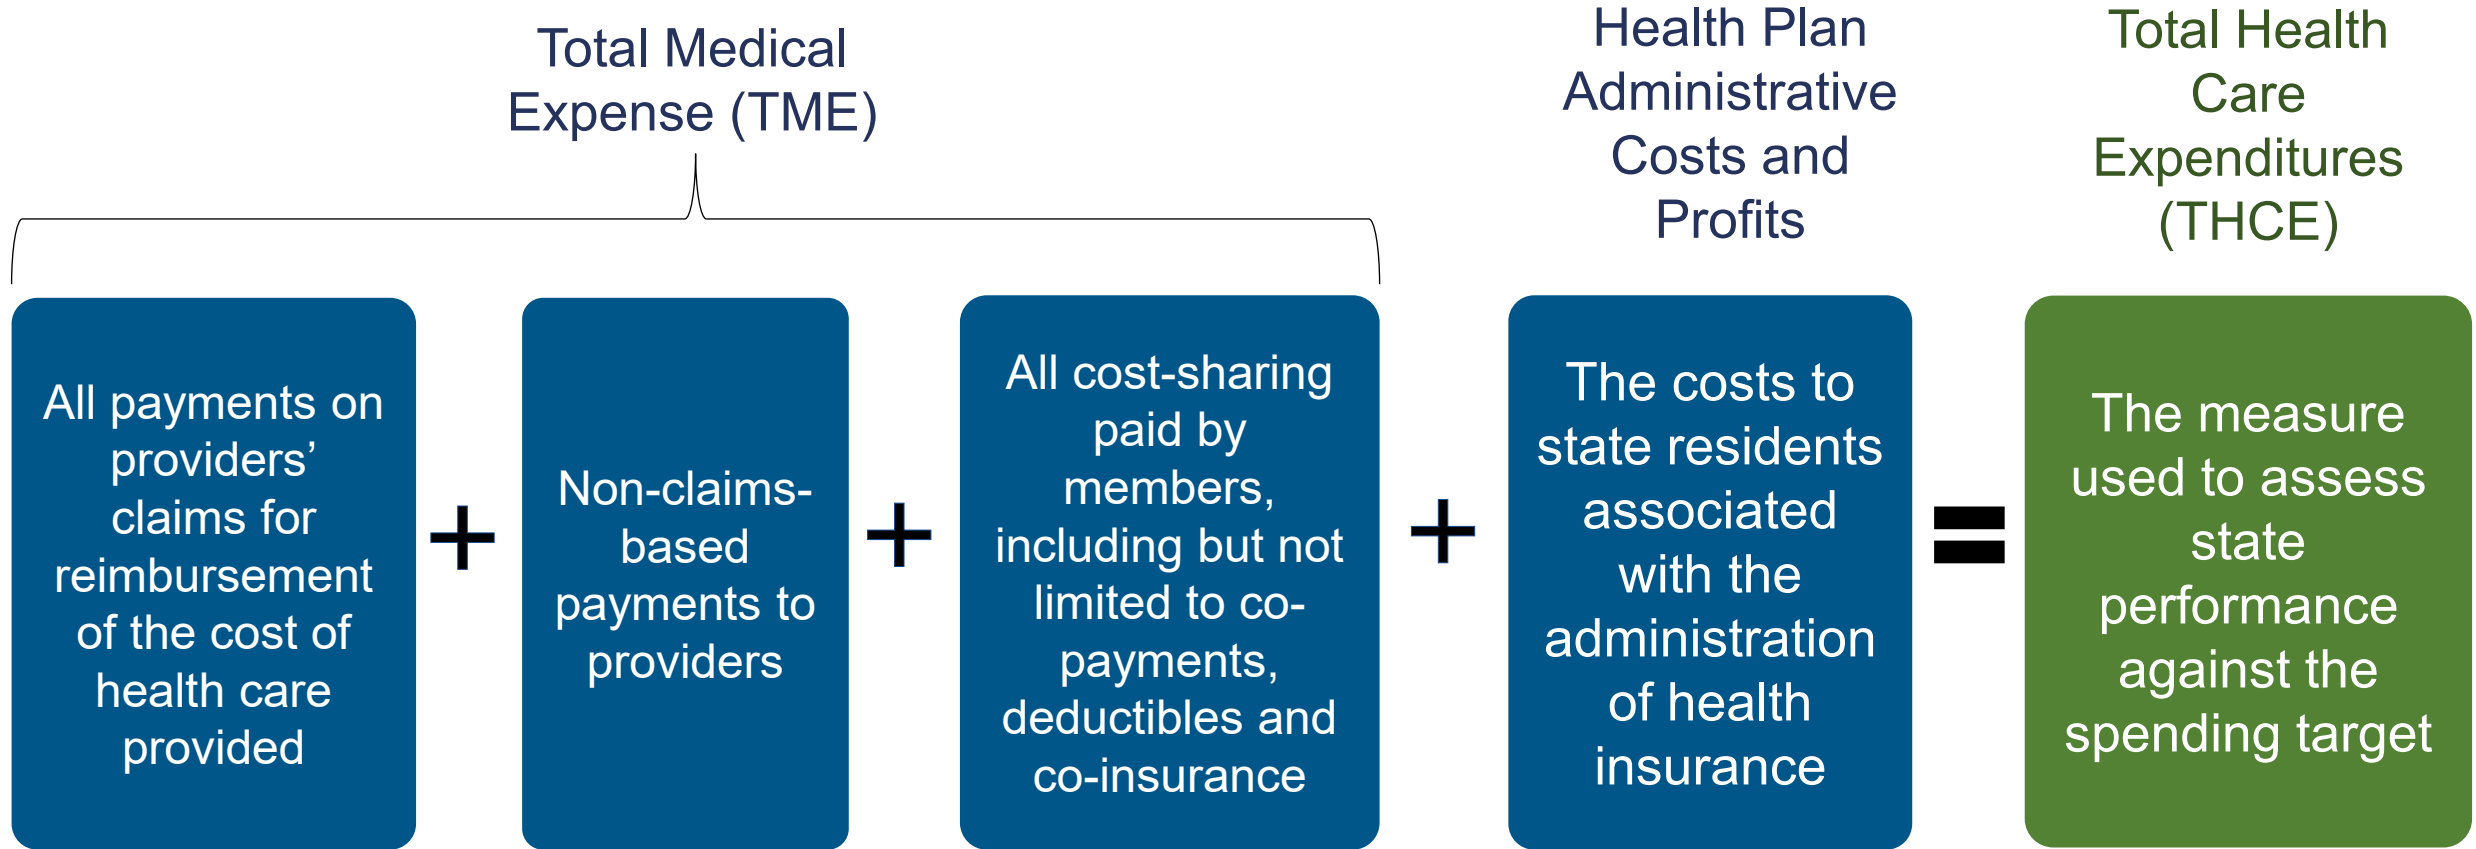 Total Medical
Expense (TME)
Health Plan
Administrative
Costs and
Profits
Total Health
Care
Expenditures
(THCE)
All payments on
providers’
claims for
reimbursement
of the cost of
health care
provided
+
Non-claims-
based
payments to
providers
+
All cost-sharing
paid by
members,
including but not
limited to co-
payments,
deductibles and
co-insurance
+
The costs to
state residents
associated
with the
administration
of health
insurance
=
The measure
used to assess
state
performance
against the
spending target